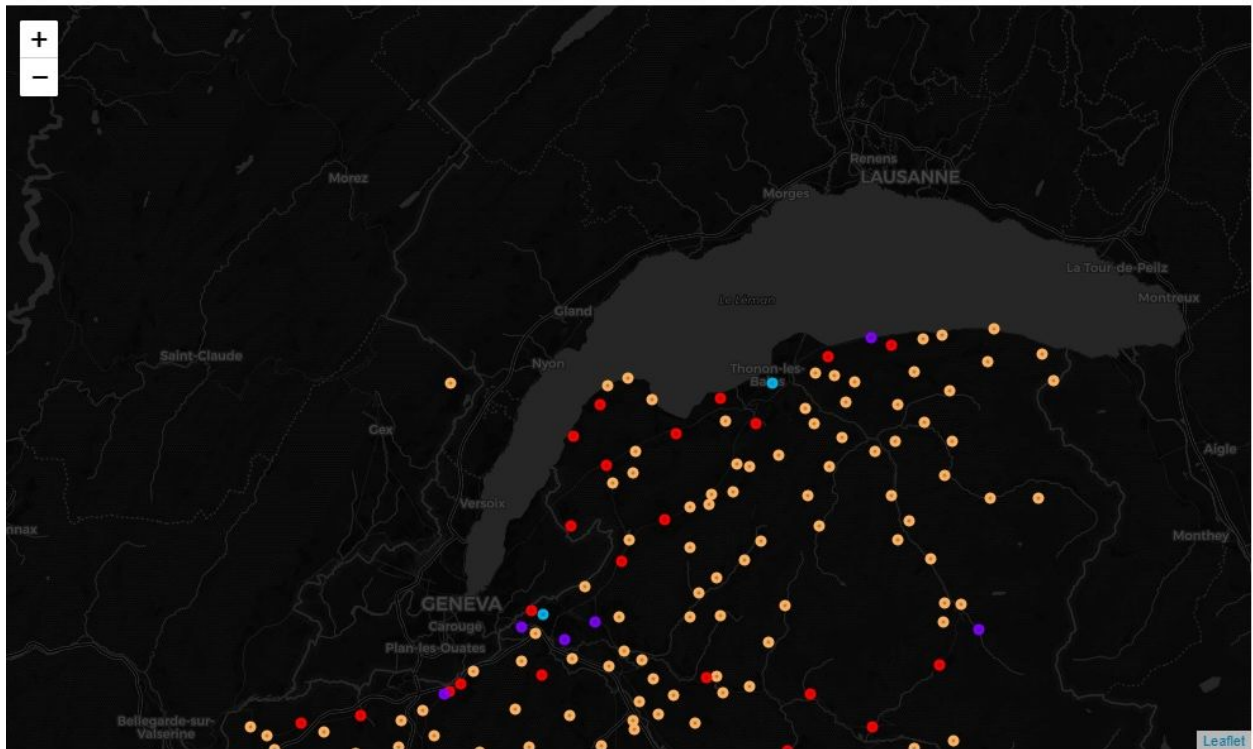 +
−
Renens
LAUSANNE
Morez
Morges
La Tour-de-Peilz
Le Léman
Montreux
Gland
Saint-Claude
Nyon
Thonon-les-
Bains
Gex
Aigle
Versoix
nnax
Monthey
GENEVA
Carouge
Plan-les-Ouates
Bellegarde-sur-
Valserine
Leaflet